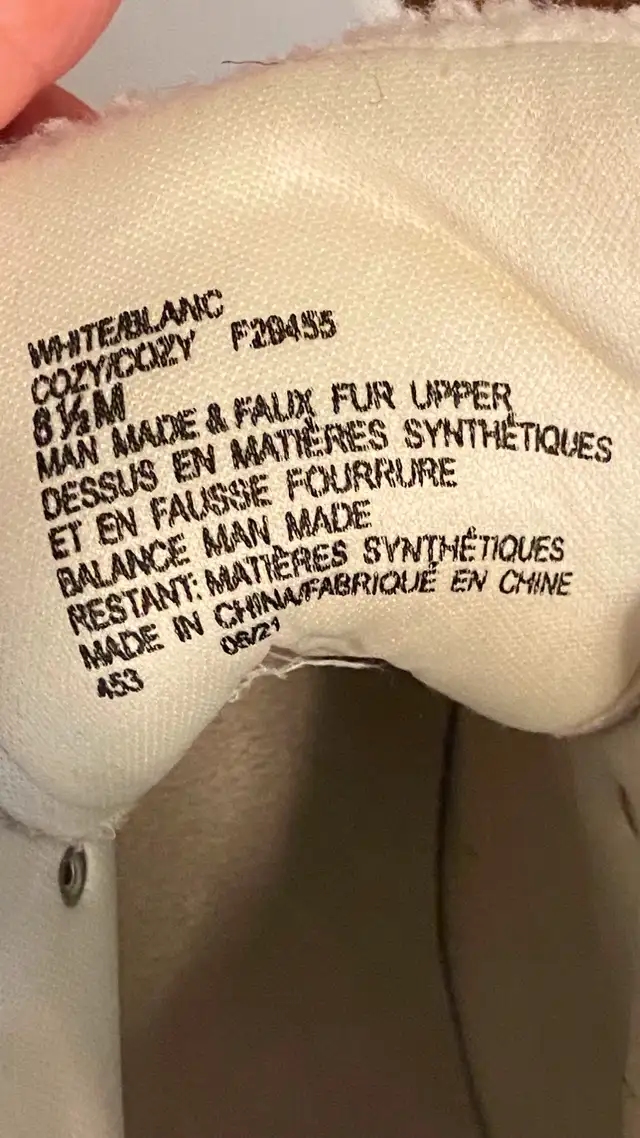 WHITE/BLANC
COZY/COZY F20455
8 ½ M
MAN MADE & FAUX FUR UPPER
DESSUS EN MATIÈRES SYNTHÉTIQUES
ET EN FAUSSE FOURRURE
BALANCE MAN MADE
RESTANT: MATIÈRES SYNTHÉTIQUES
MADE IN CHINA/FABRIQUÉ EN CHINE
453 06/21